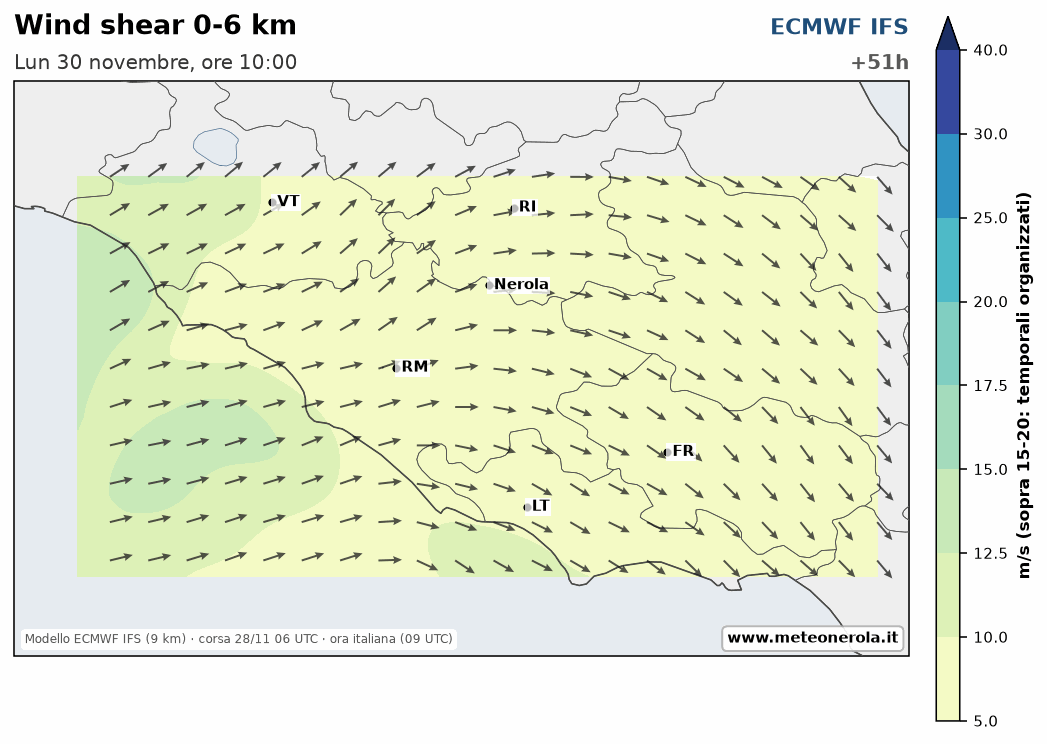 Wind shear 0-6 km
ECMWF IFS
Lun 30 novembre, ore 10:00
+51h
VT
RI
Nerola
RM
FR
LT
40.0
30.0
25.0
20.0
17.5
15.0
12.5
10.0
5.0
m/s (sopra 15-20: temporali organizzati)
Modello ECMWF IFS (9 km) · corsa 28/11 06 UTC · ora italiana (09 UTC)
www.meteonerola.it